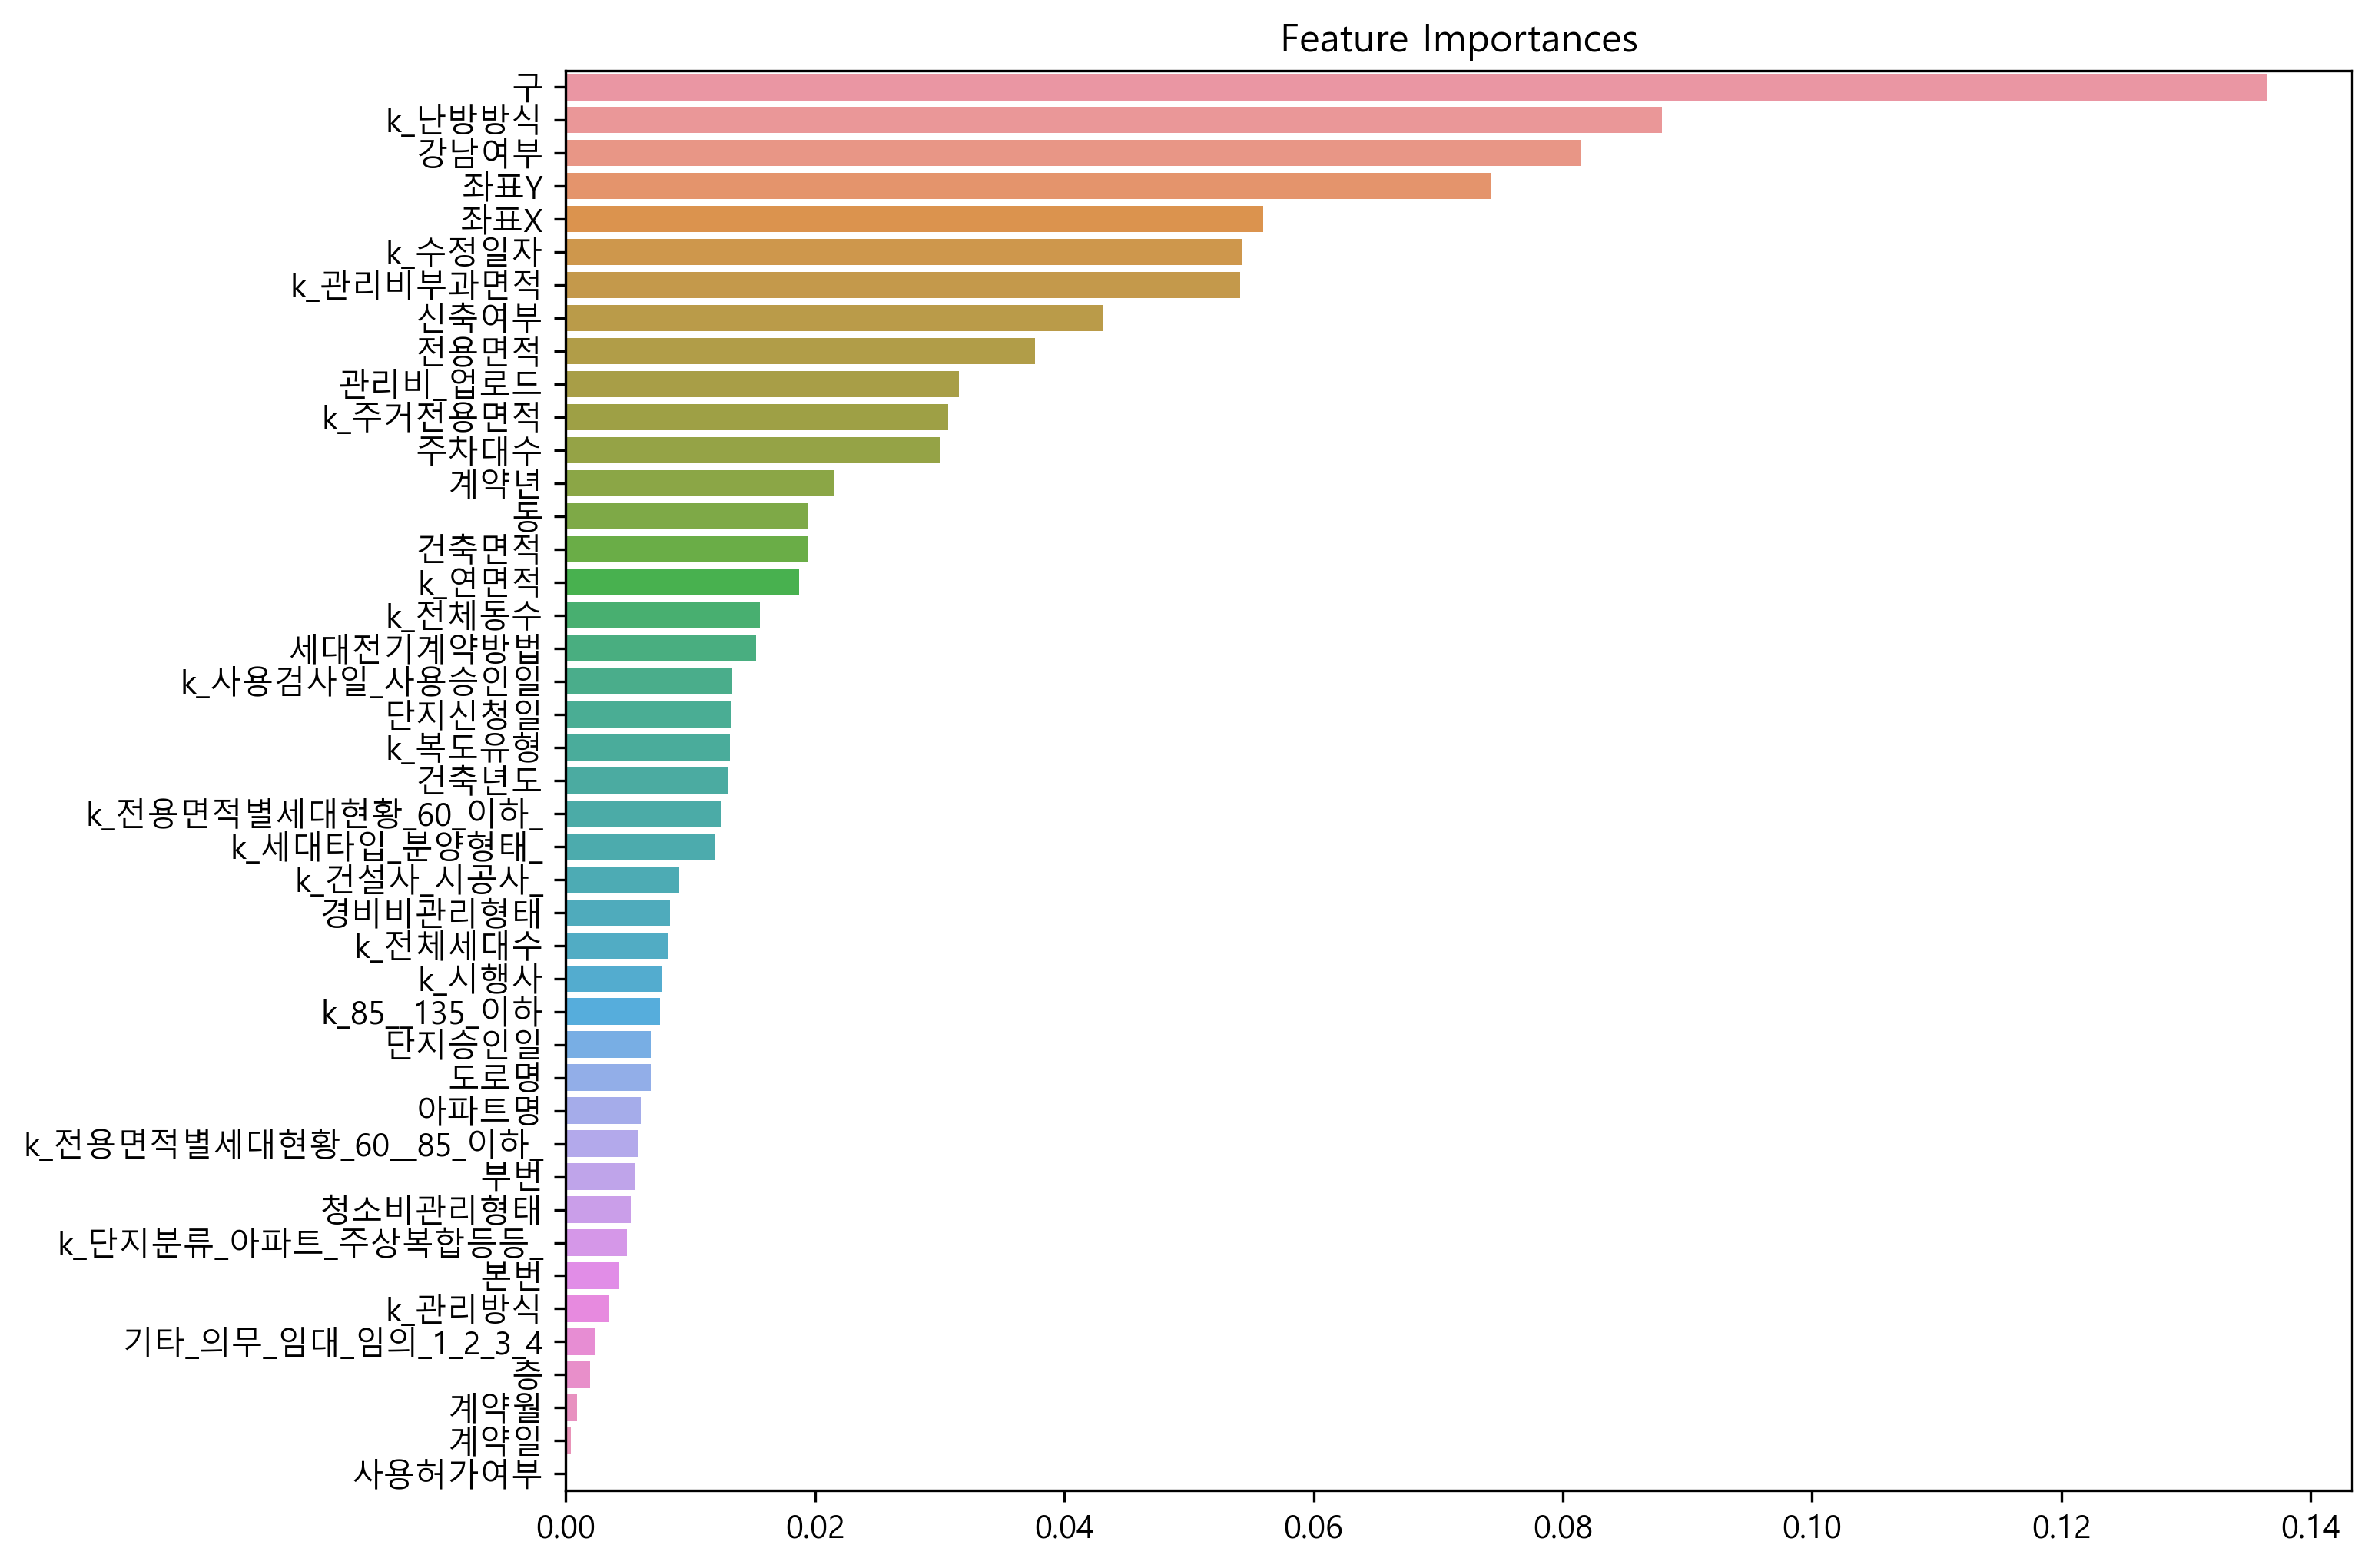 Feature Importances
구
k_난방방식
강남여부
좌표Y
좌표X
k_수정일자
k_관리비부과면적
신축여부
전용면적
관리비_업로드
k_주거전용면적
주차대수
계약년
동
건축면적
k_연면적
k_전체동수
세대전기계약방법
k_사용검사일_사용승인일
단지신청일
k_복도유형
건축년도
k_전용면적별세대현황_60_이하_
k_세대타입_분양형태_
k_건설사_시공사_
경비비관리형태
k_전체세대수
k_시행사
k_85__135_이하
단지승인일
도로명
아파트명
k_전용면적별세대현황_60__85_이하_
부번
청소비관리형태
k_단지분류_아파트_주상복합등등_
본번
k_관리방식
기타_의무_임대_임의_1_2_3_4
층
계약월
계약일
사용허가여부
0.00 0.02 0.04 0.06 0.08 0.10 0.12 0.14